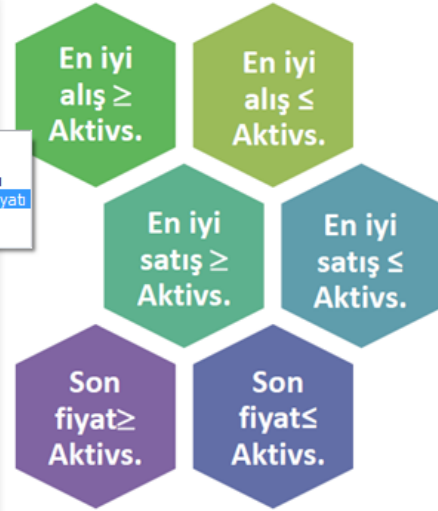 En iyi
alış ≥
Aktivs.
En iyi
alış ≤
Aktivs.
En iyi
satış ≥
Aktivs.
En iyi
satış ≤
Aktivs.
Son
fiyat≥
Aktivs.
Son
fiyat≤
Aktivs.